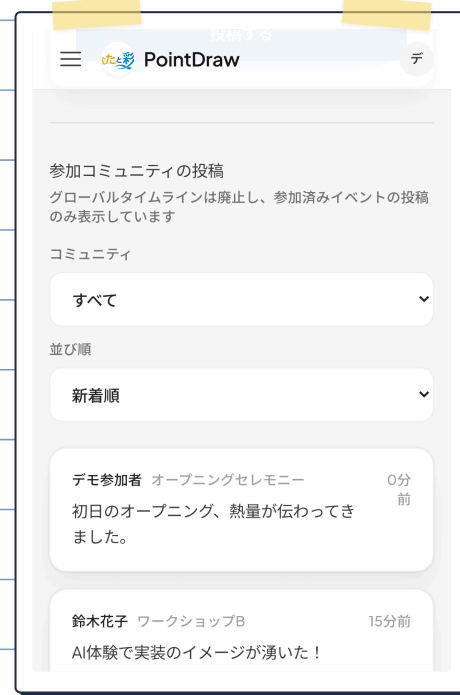 投稿する
たと彩 PointDraw
デ
参加コミュニティの投稿
グローバルタイムラインは廃止し、参加済みイベントの投稿
のみ表示しています
コミュニティ
すべて
並び順
新着順
デモ参加者 オープニングセレモニー 0分
前
初日のオープニング、熱量が伝わってき
ました。
鈴木花子 ワークショップB 15分前
AI体験で実装のイメージが湧いた！